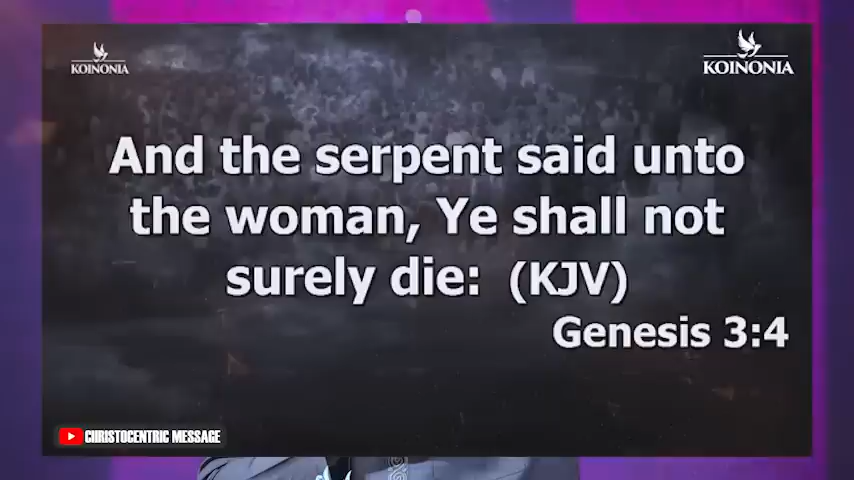 KOINONIA
KOINONIA
And the serpent said unto
the woman, Ye shall not
surely die: (KJV)
Genesis 3:4
CHRISTOCENTRIC MESSAGE